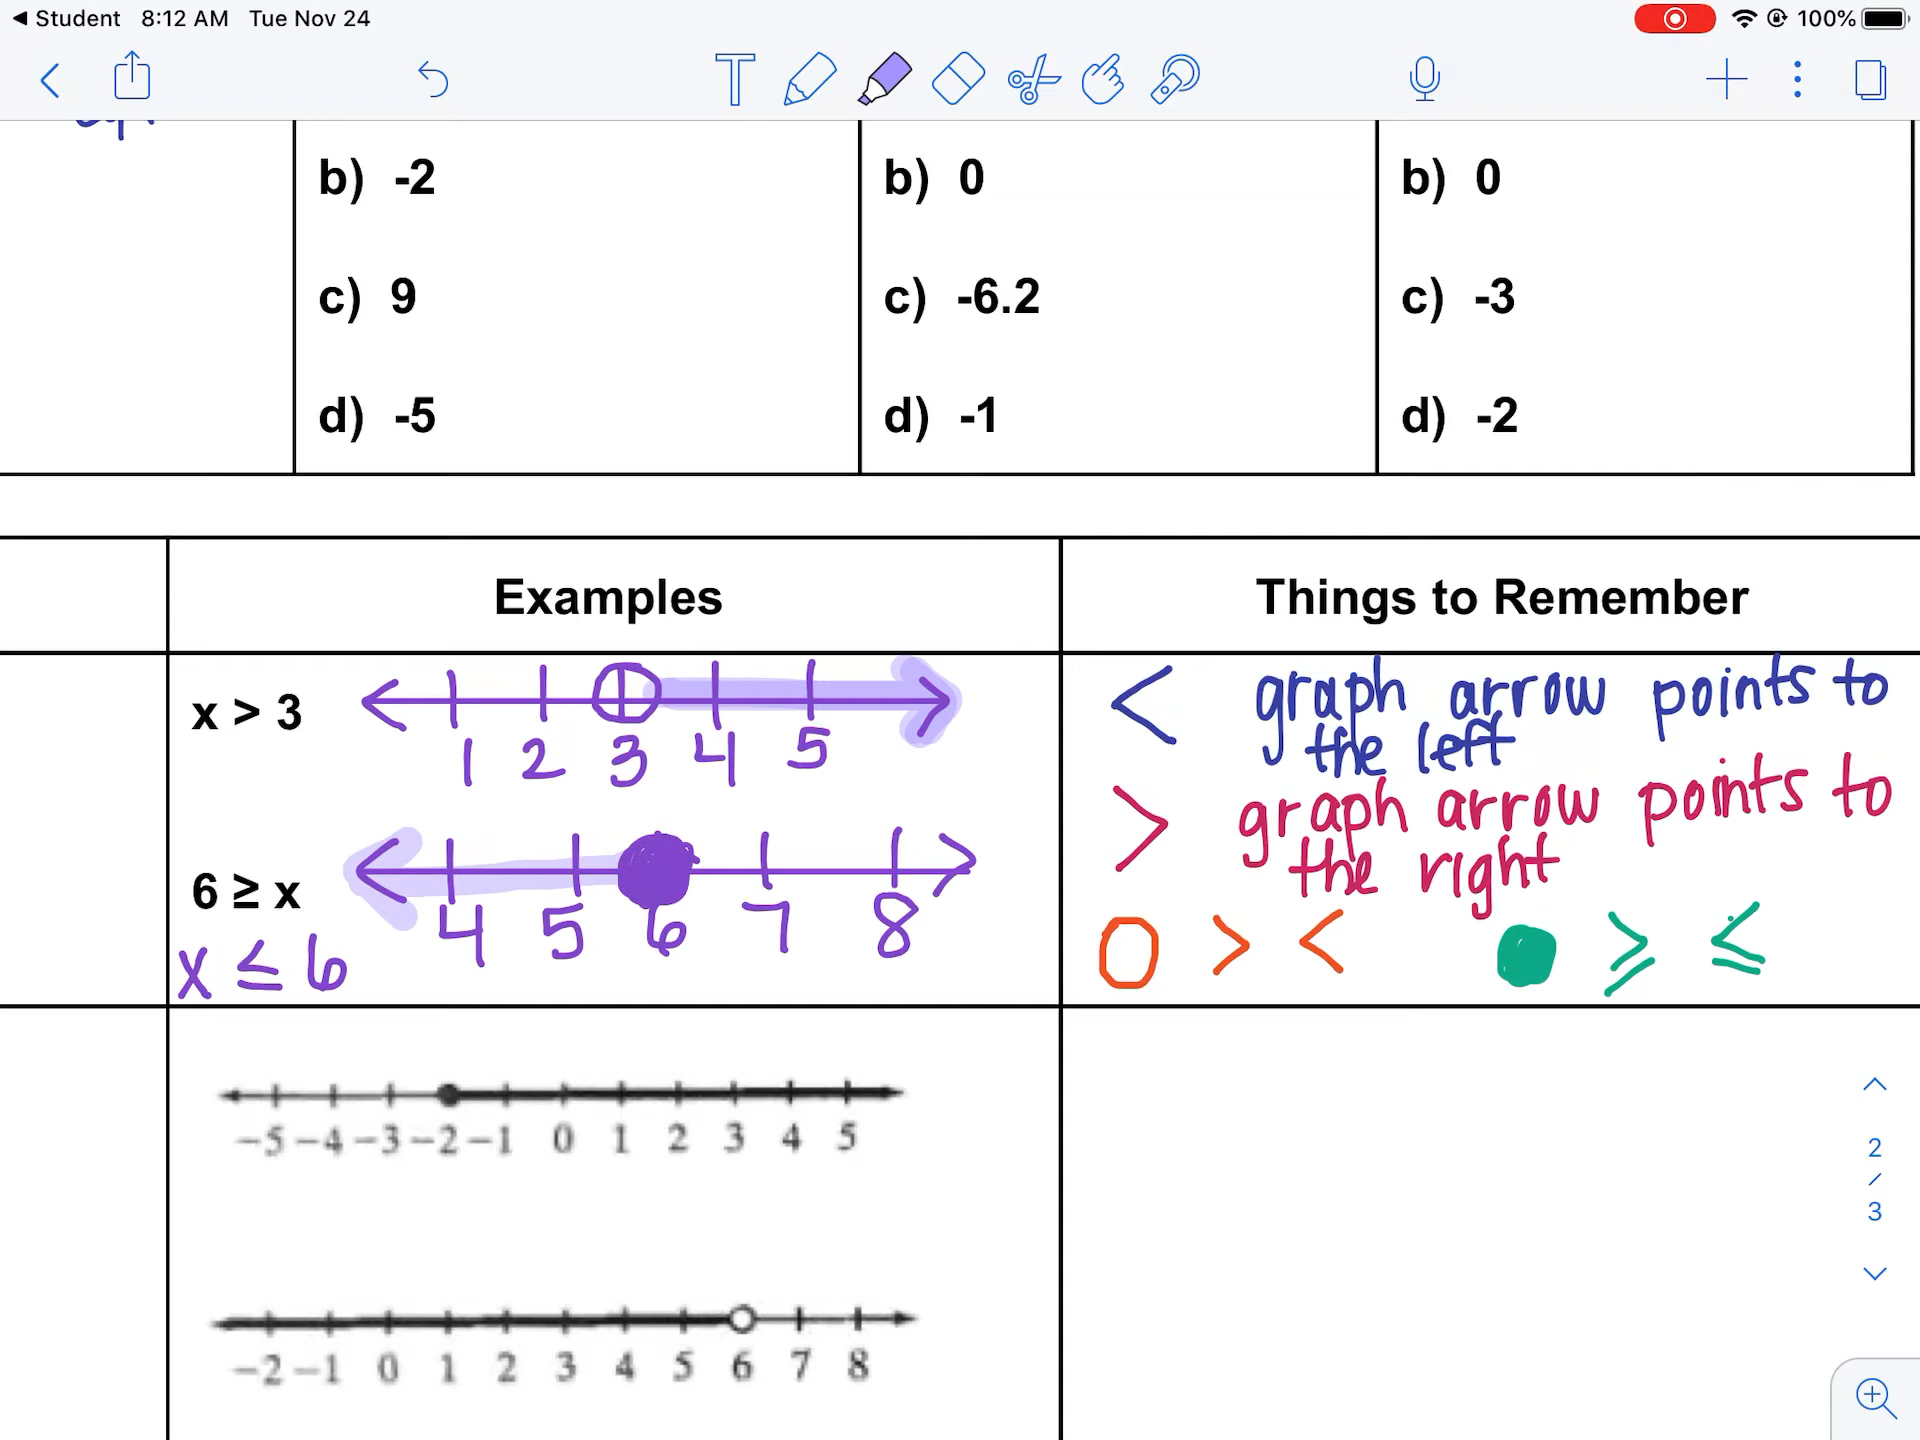 Student 8:12 AM Tue Nov 24 100%
b) -2
c) 9
d) -5
b) 0
c) -6.2
d) -1
b) 0
c) -3
d) -2
Examples
Things to Remember
x > 3
1 2 3 4 5
6 ≥ x
4 5 6 7 8
x ≤ 6
< graph arrow points to
the left
> graph arrow points to
the right
> < ≥ ≤
-5 -4 -3 -2 -1 0 1 2 3 4 5
-2 -1 0 1 2 3 4 5 6 7 8
2
/
3